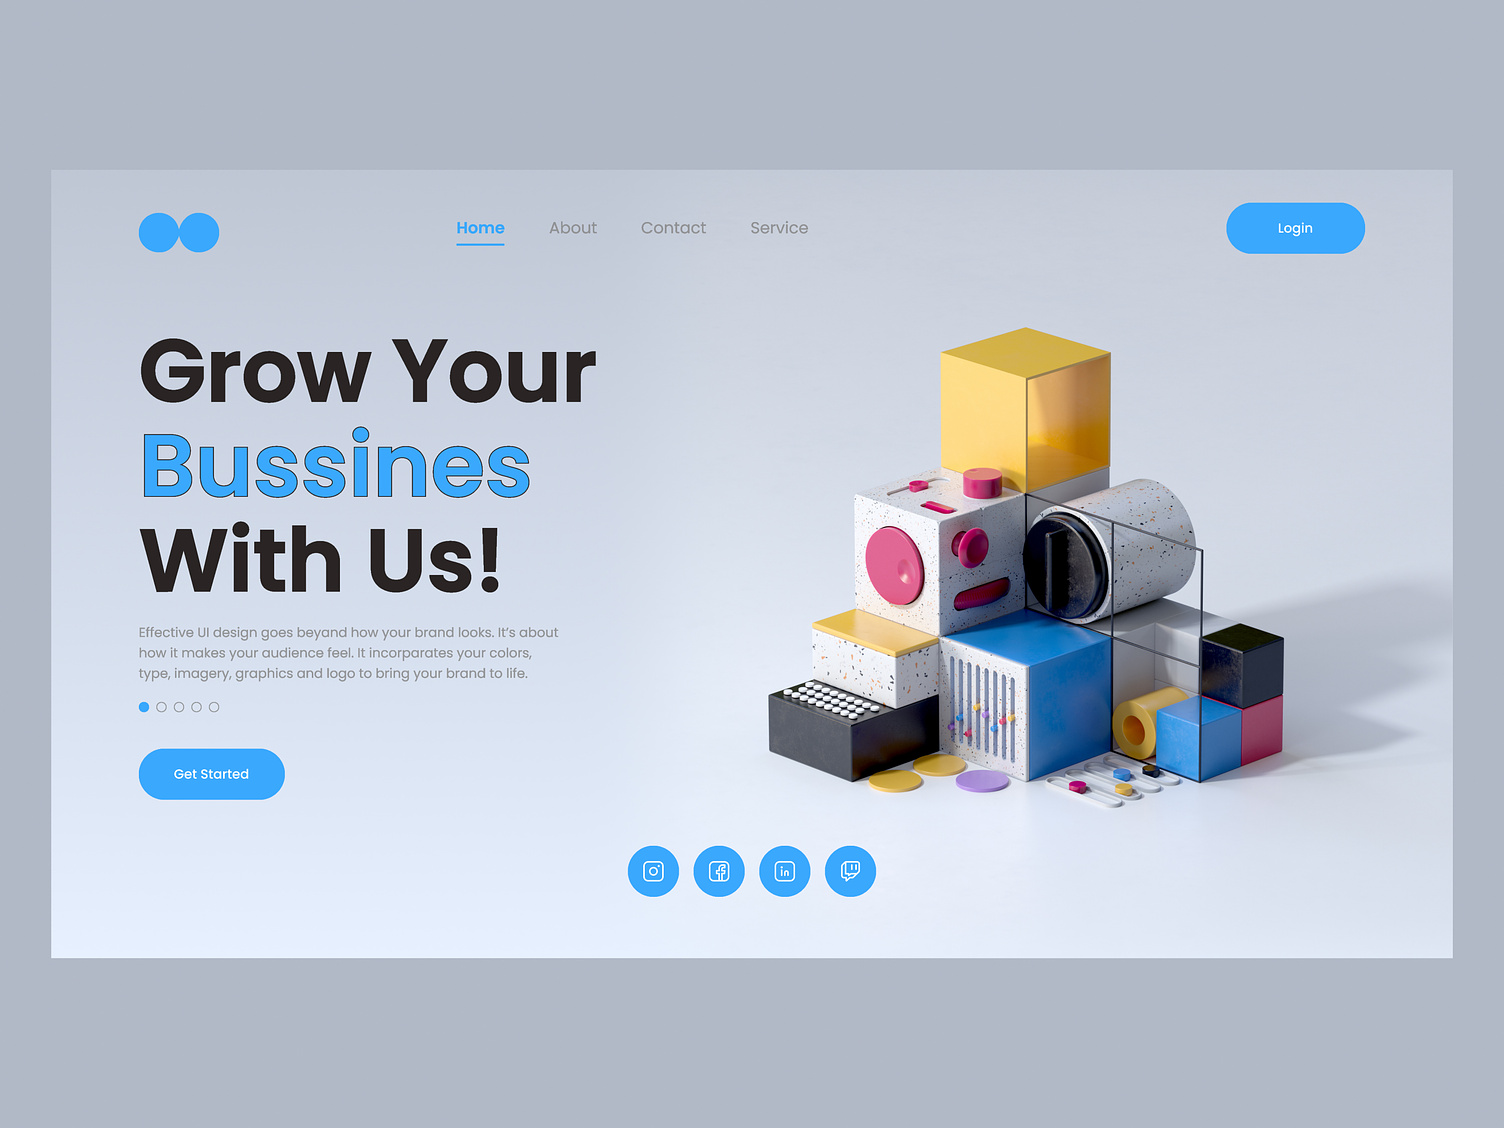 Home About Contact Service
Login
Grow Your
Bussines
With Us!
Effective UI design goes beyand how your brand looks. It's about
how it makes your audience feel. It incorparates your colors,
type, imagery, graphics and logo to bring your brand to life.
Get Started
in